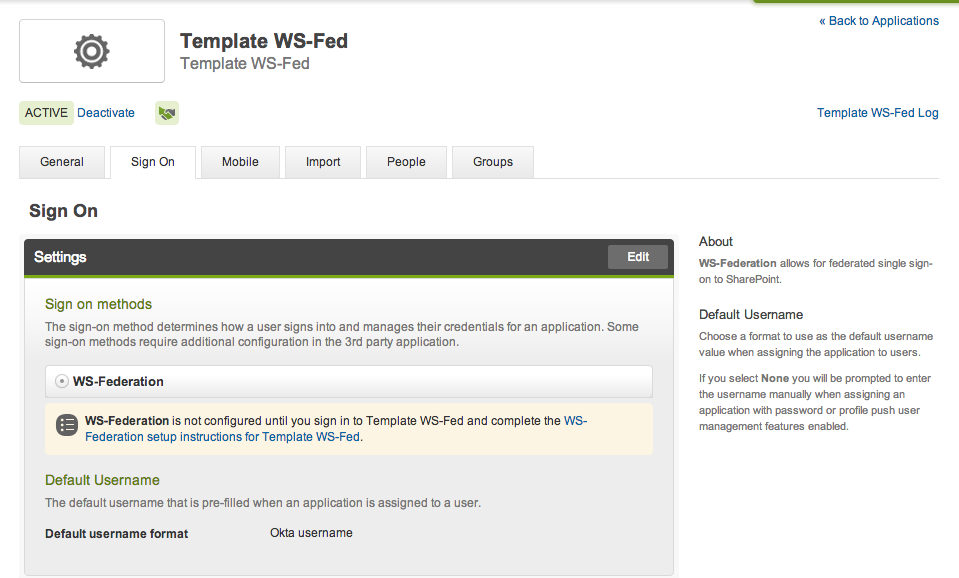 « Back to Applications
Template WS-Fed
Template WS-Fed
ACTIVE Deactivate
Template WS-Fed Log
General Sign On Mobile Import People Groups
Sign On
Settings Edit
Sign on methods
The sign-on method determines how a user signs into and manages their credentials for an application. Some
sign-on methods require additional configuration in the 3rd party application.
WS-Federation
WS-Federation is not configured until you sign in to Template WS-Fed and complete the WS-
Federation setup instructions for Template WS-Fed.
Default Username
The default username that is pre-filled when an application is assigned to a user.
Default username format Okta username
About
WS-Federation allows for federated single sign-
on to SharePoint.
Default Username
Choose a format to use as the default username
value when assigning the application to users.
If you select None you will be prompted to enter
the username manually when assigning an
application with password or profile push user
management features enabled.